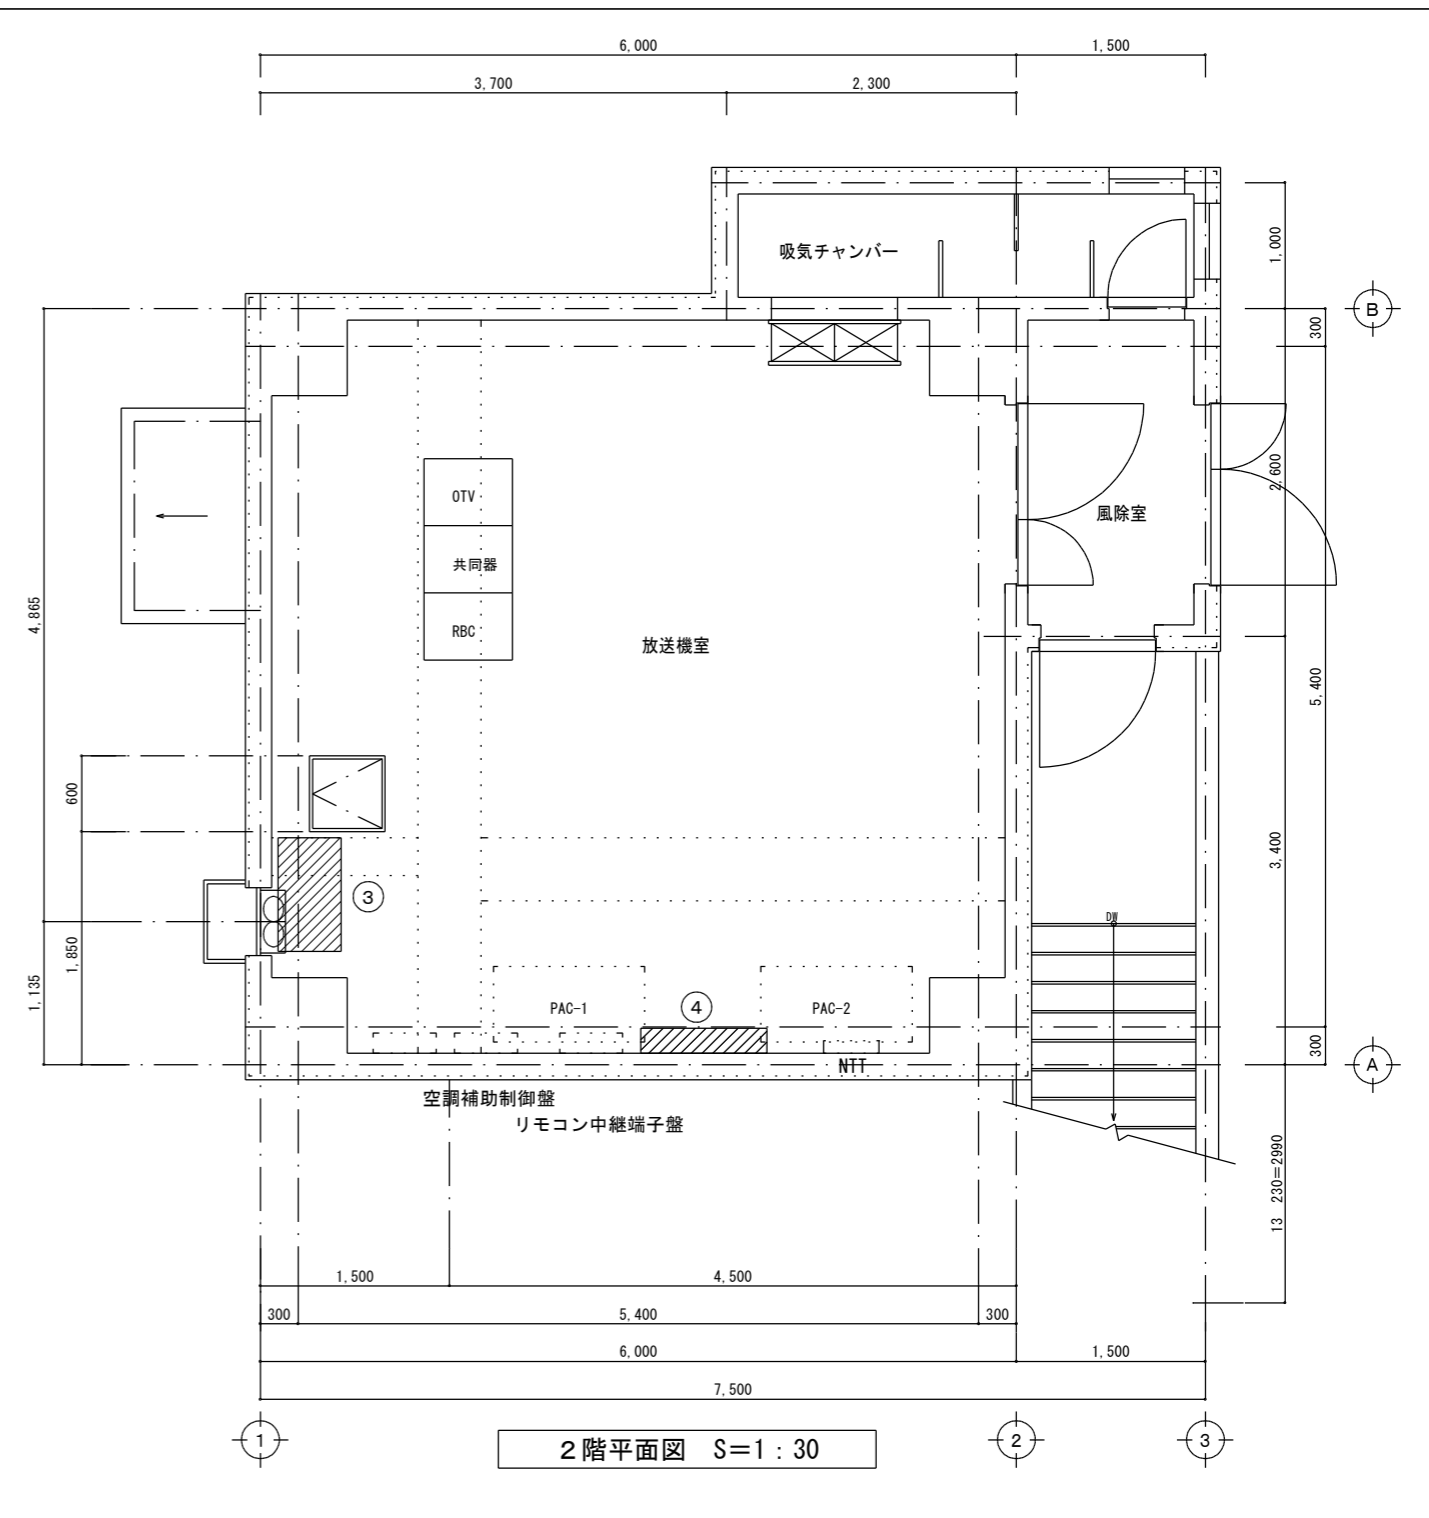 6,000
1,500
3,700
2,300
吸気チャンバー
1,000
B
300
OTV
2,600
風除室
共同器
4,865
RBC
放送機室
5,400
600
3,400
③
DW
1,850
1,135
PAC-1
④
PAC-2
300
NTT
A
空調補助制御盤
リモコン中継端子盤
13 230=2990
1,500
4,500
300
5,400
300
6,000
1,500
7,500
1
2階平面図 S=1:30
2
3